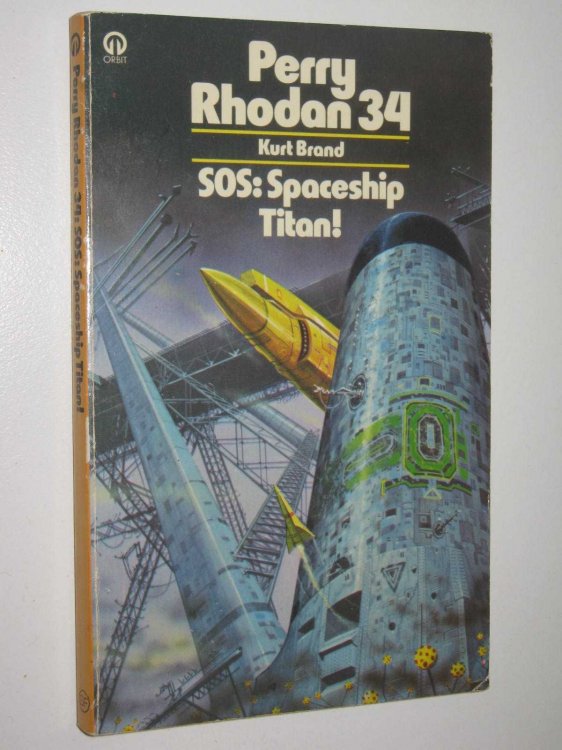 ORBIT
Perry
Rhodan 34
Kurt Brand
SOS: Spaceship
Titan!
Perry Rhodan 34: SOS: Spaceship Titan!